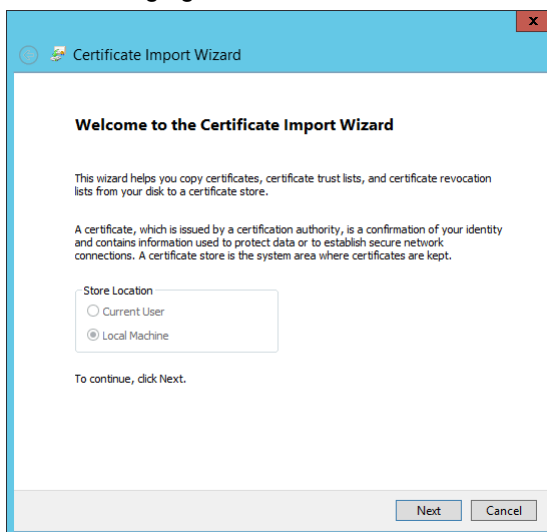 x
Certificate Import Wizard
Welcome to the Certificate Import Wizard
This wizard helps you copy certificates, certificate trust lists, and certificate revocation
lists from your disk to a certificate store.
A certificate, which is issued by a certification authority, is a confirmation of your identity
and contains information used to protect data or to establish secure network
connections. A certificate store is the system area where certificates are kept.
Store Location
Current User
Local Machine
To continue, click Next.
Next Cancel